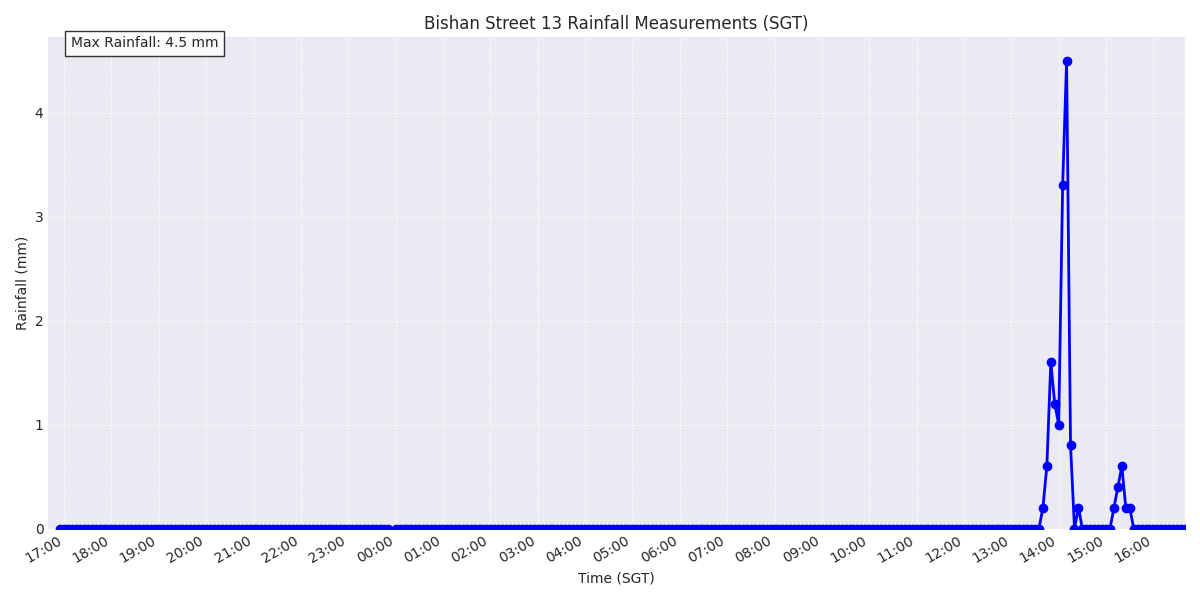 Bishan Street 13 Rainfall Measurements (SGT)
Max Rainfall: 4.5 mm
Rainfall (mm)
4
3
2
1
0
17:00 18:00 19:00 20:00 21:00 22:00 23:00 00:00 01:00 02:00 03:00 04:00 05:00 06:00 07:00 08:00 09:00 10:00 11:00 12:00 13:00 14:00 15:00 16:00
Time (SGT)